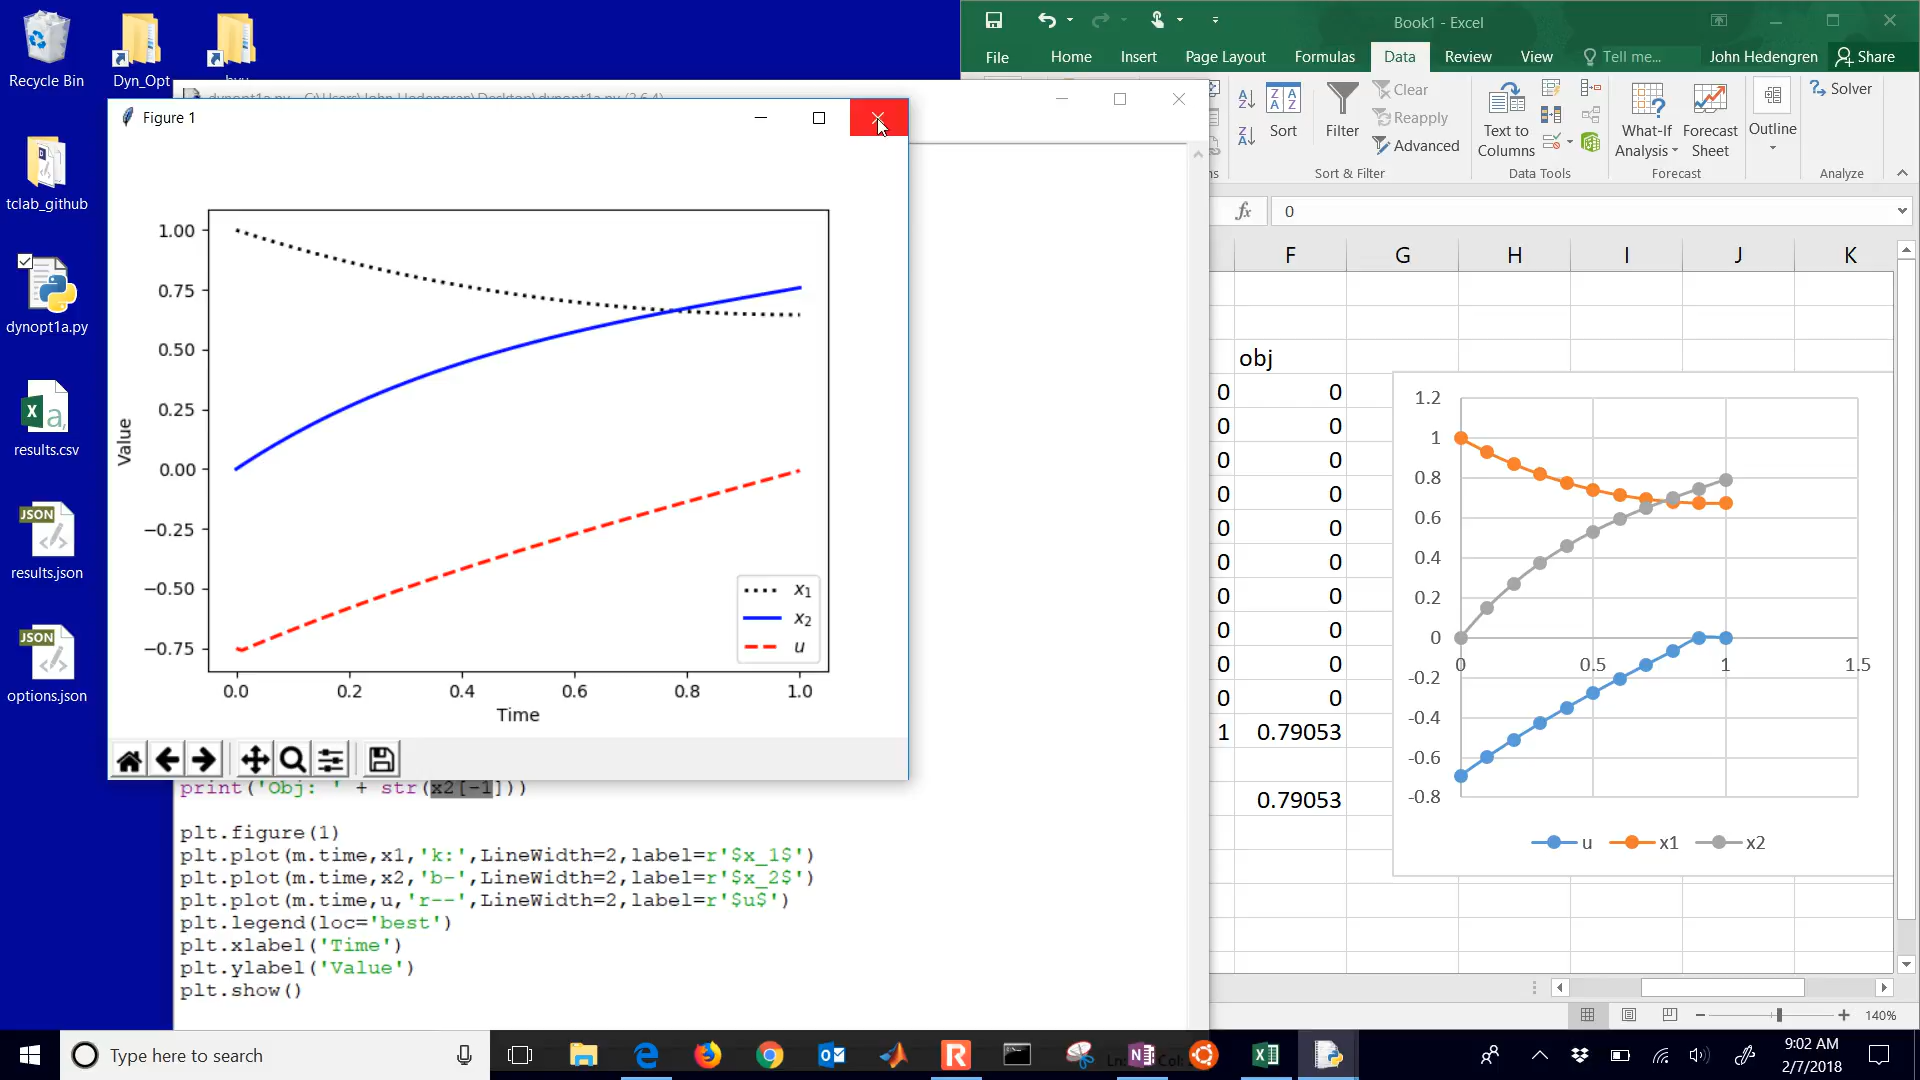 Recycle Bin
Dyn_Opt
tclab_github
dynopt1a.py
results.csv
results.json
options.json
JSON
JSON
Figure 1
1.00
0.75
0.50
0.25
0.00
−0.25
−0.50
−0.75
Value
0.0
0.2
0.4
0.6
0.8
1.0
Time
x1
x2
u
print('Obj: ' + str(x2[-1]))
plt.figure(1)
plt.plot(m.time,x1,'k:',LineWidth=2,label=r'$x_1$')
plt.plot(m.time,x2,'b-',LineWidth=2,label=r'$x_2$')
plt.plot(m.time,u,'r--',LineWidth=2,label=r'$u$')
plt.legend(loc='best')
plt.xlabel('Time')
plt.ylabel('Value')
plt.show()
Book1 - Excel
File Home Insert Page Layout Formulas Data Review View Tell me... John Hedengren Share
Sort
Filter
Clear
Reapply
Advanced
Sort & Filter
Text to
Columns
Data Tools
What-If
Analysis
Forecast
Sheet
Forecast
Outline
Solver
Analyze
fx 0
F G H I J K
obj
0 0
0 0
0 0
0 0
0 0
0 0
0 0
0 0
0 0
0 0
1 0.79053
0.79053
1.2
1
0.8
0.6
0.4
0.2
0
-0.2
-0.4
-0.6
-0.8
0 0.5 1 1.5
u x1 x2
140%
Type here to search
9:02 AM
2/7/2018